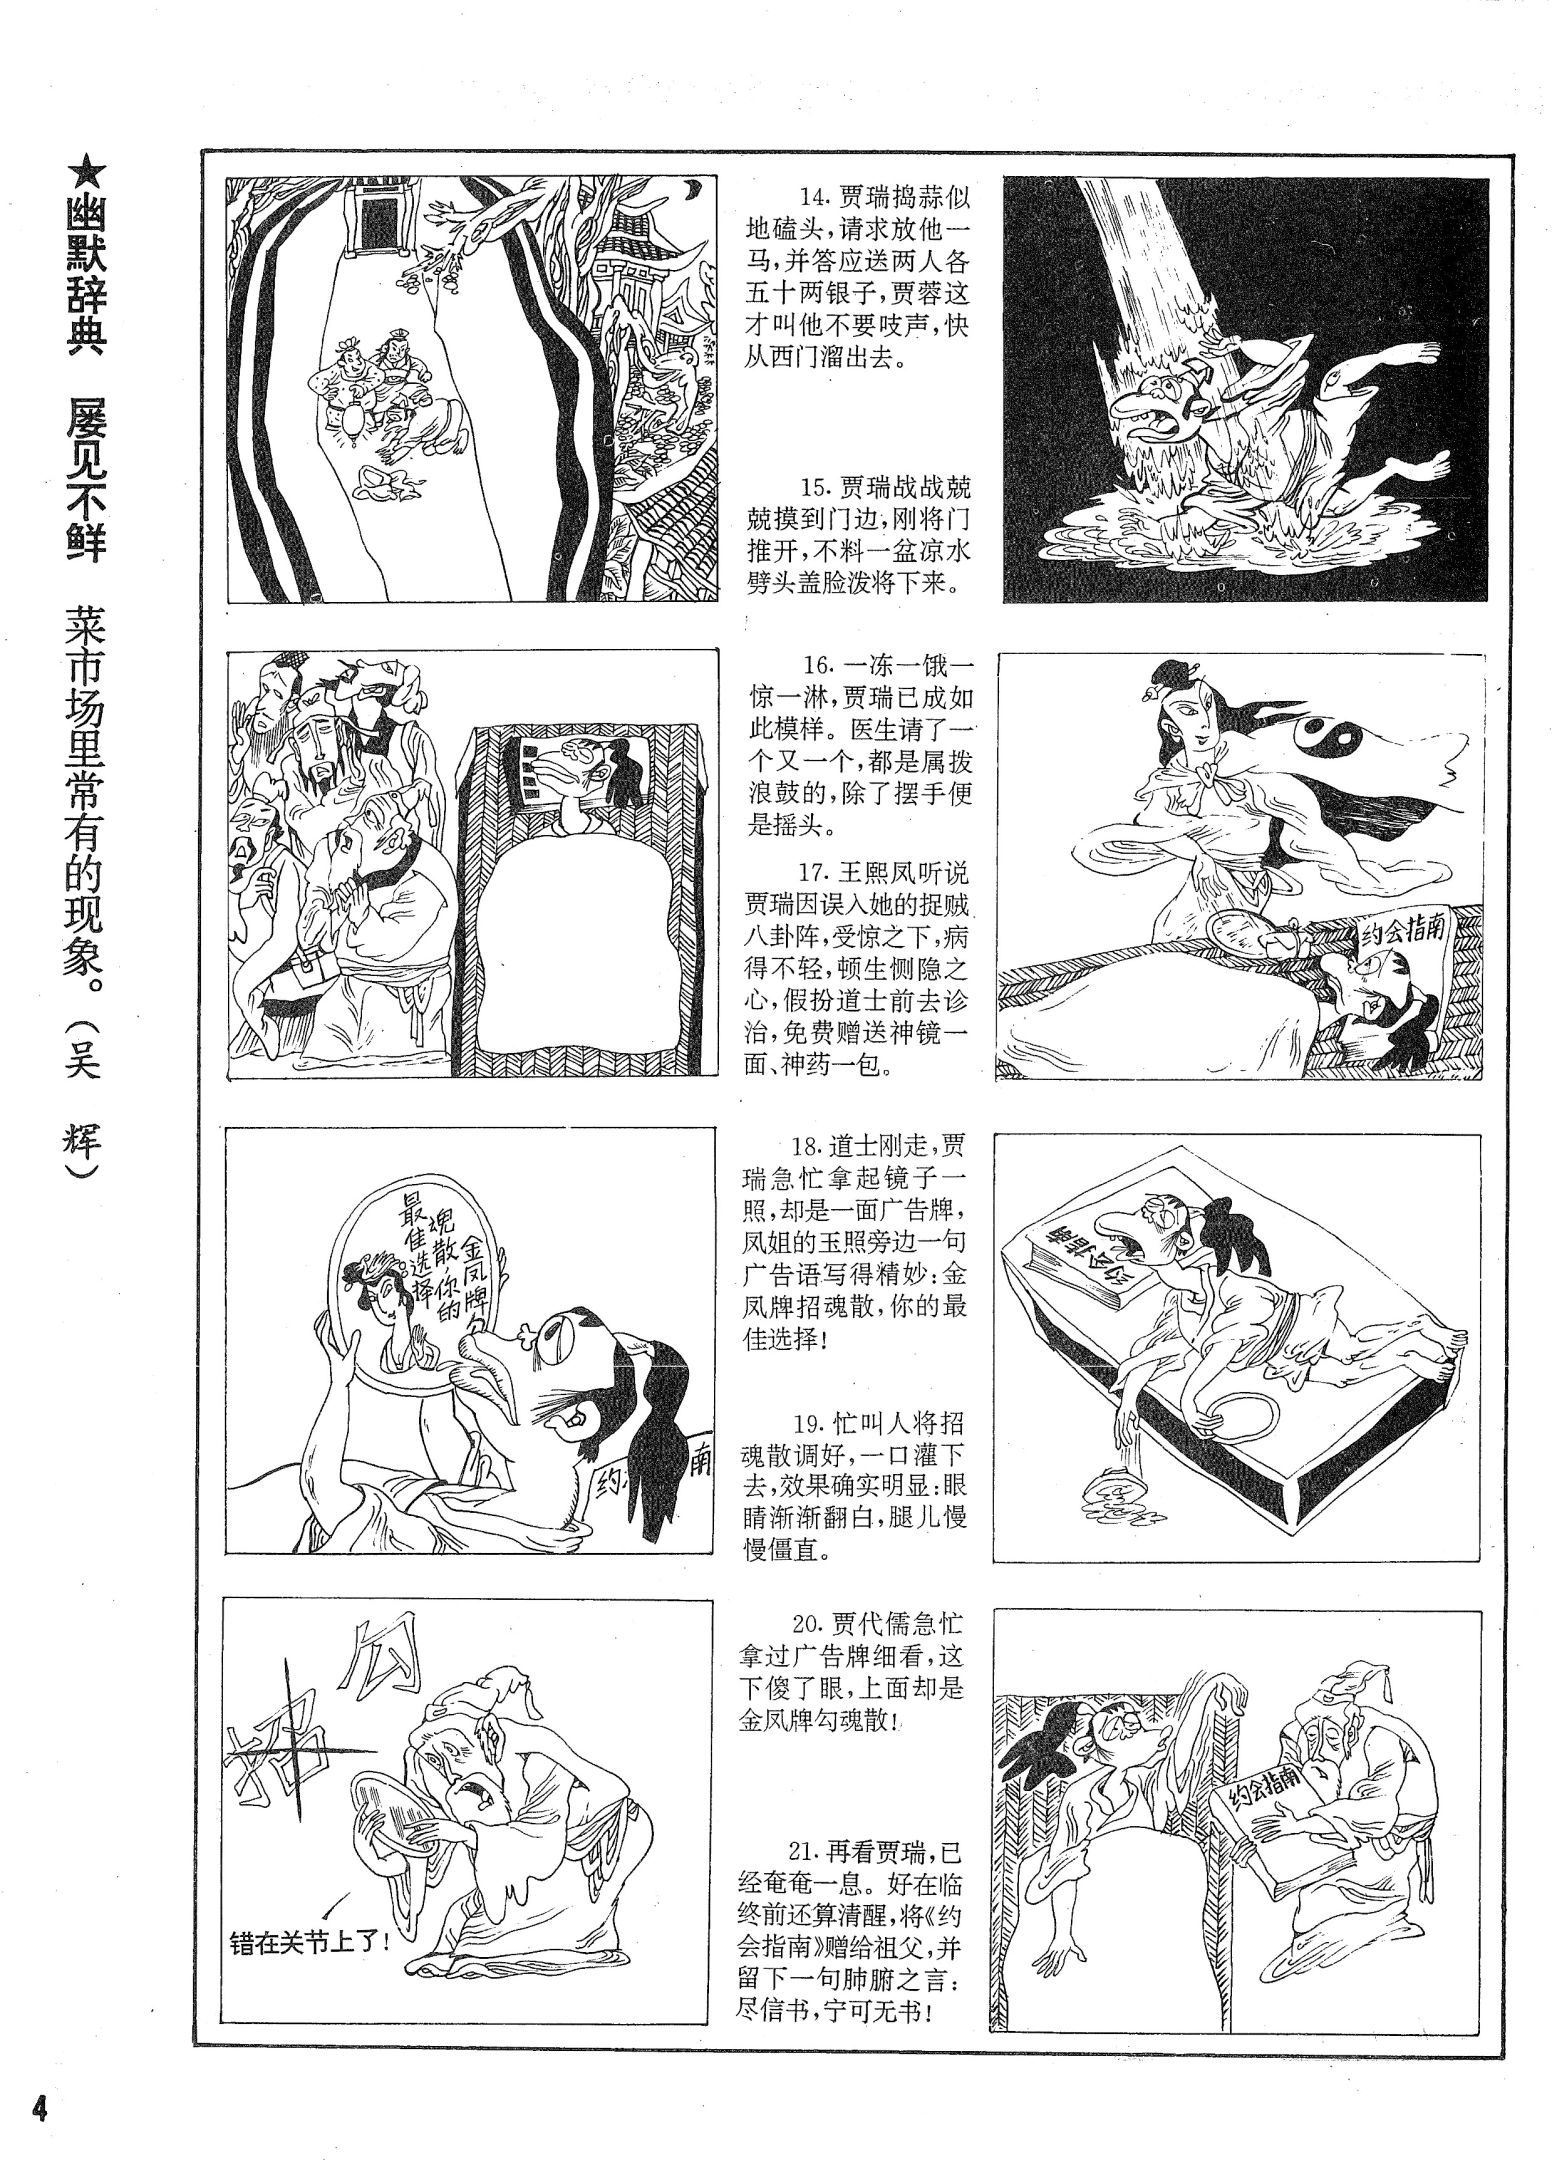 ★幽默辞典 屡见不鲜 菜市场里常有的现象。（吴 辉）
14. 贾瑞捣蒜似
地磕头，请求放他一
马，并答应送两人各
五十两银子，贾蓉这
才叫他不要吱声，快
从西门溜出去。
15. 贾瑞战战兢
兢摸到门边，刚将门
推开，不料一盆凉水
劈头盖脸泼将下来。
16. 一冻一饿一
惊一淋，贾瑞已成如
此模样。医生请了一
个又一个，都是属拨
浪鼓的，除了摆手便
是摇头。
17. 王熙凤听说
贾瑞因误入她的捉贼
八卦阵，受惊之下，病
得不轻，顿生恻隐之
心，假扮道士前去诊
治，免费赠送神镜一
面、神药一包。
约会指南
18. 道士刚走，贾
瑞急忙拿起镜子一
照，却是一面广告牌，
凤姐的玉照旁边一句
广告语写得精妙：金
凤牌招魂散，你的最
佳选择！
金凤牌勾
魂散，你的
最佳选择
约
南
19. 忙叫人将招
魂散调好，一口灌下
去，效果确实明显：眼
睛渐渐翻白，腿儿慢
慢僵直。
约会指南
20. 贾代儒急忙
拿过广告牌细看，这
下傻了眼，上面却是
金凤牌勾魂散！
勾
招
错在关节上了！
21. 再看贾瑞，已
经奄奄一息。好在临
终前还算清醒，将《约
会指南》赠给祖父，并
留下一句肺腑之言：
尽信书，宁可无书！
约会指南
4